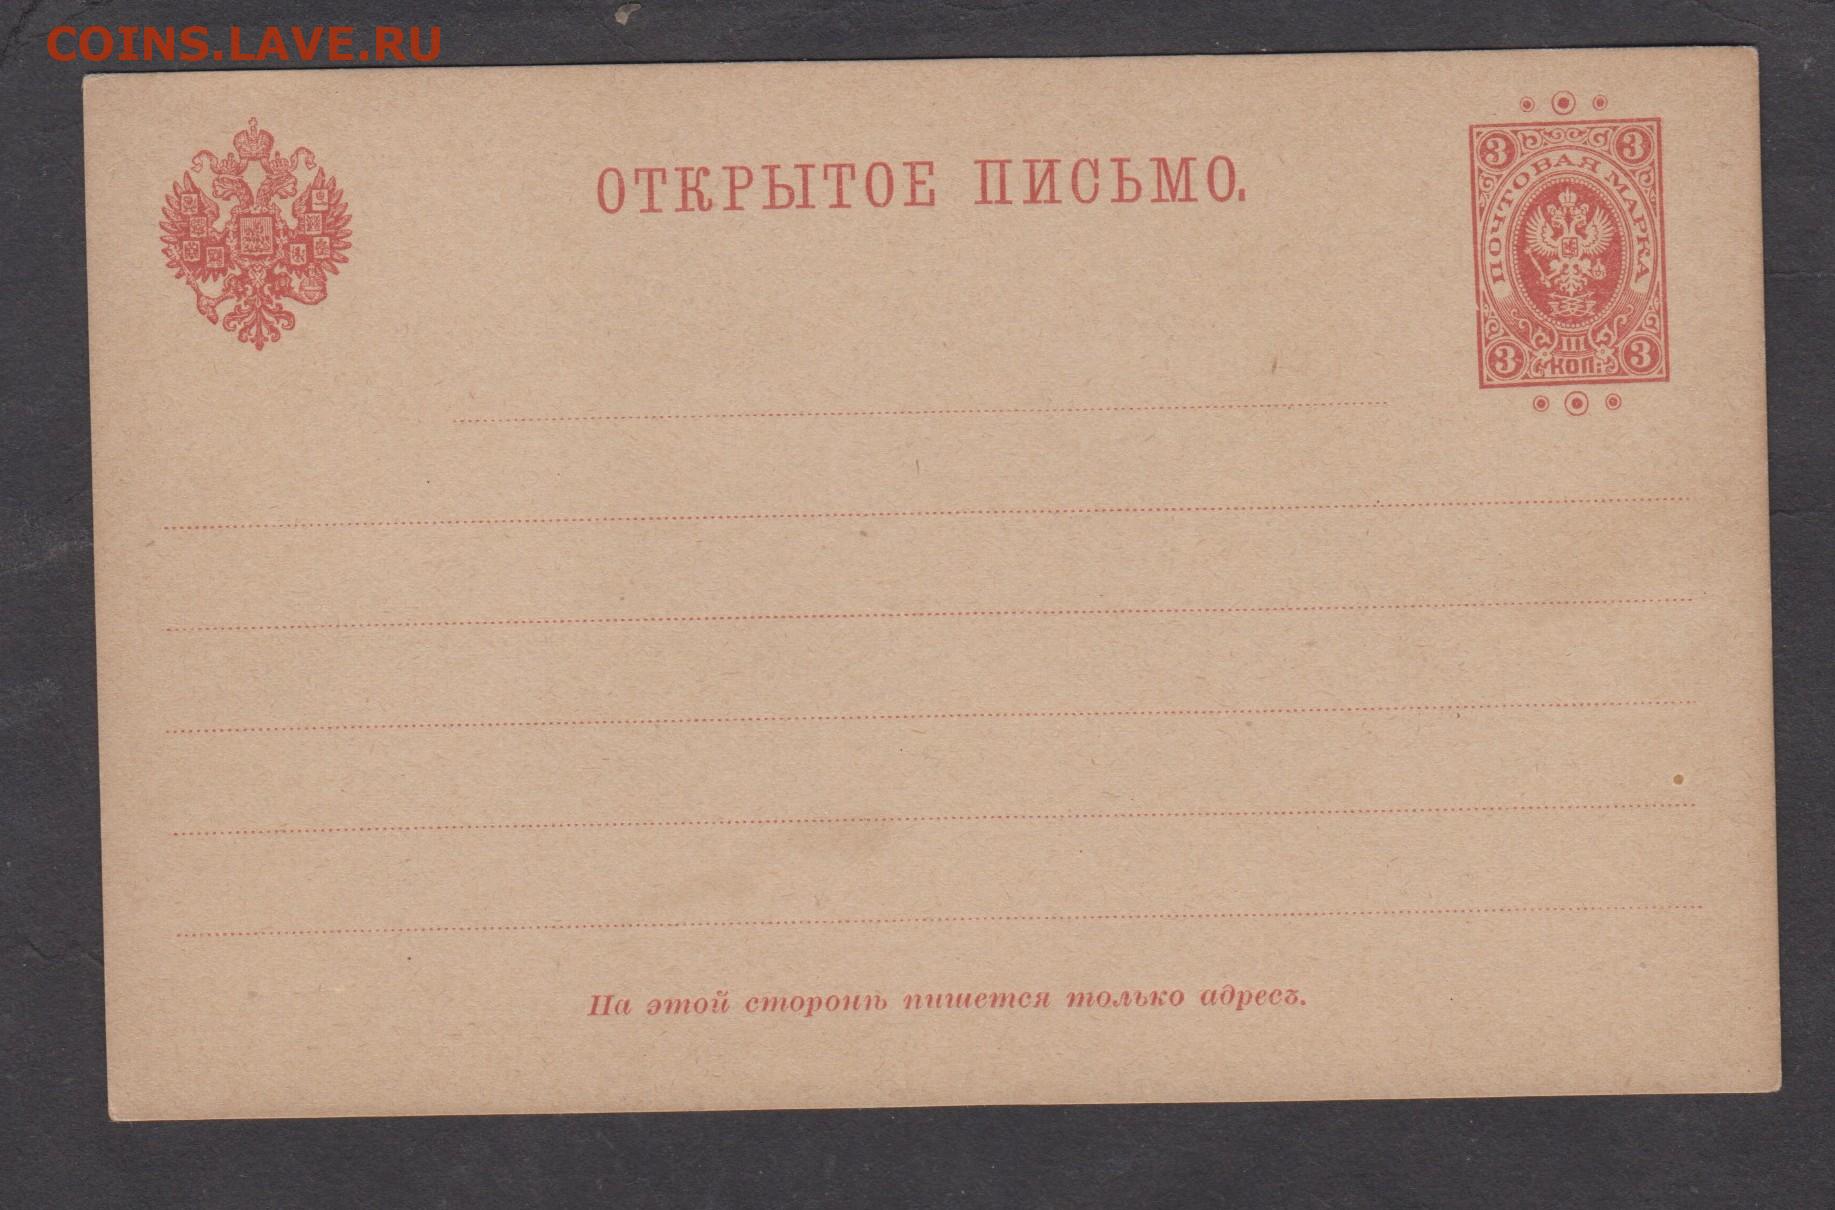 COINS.LAVE.RU
ОТКРЫТОЕ ПИСЬМО.
3 3
ПОЧТОВАЯ МАРКА
III
3 КОП: 3
На этой сторонѣ пишется только адресъ.